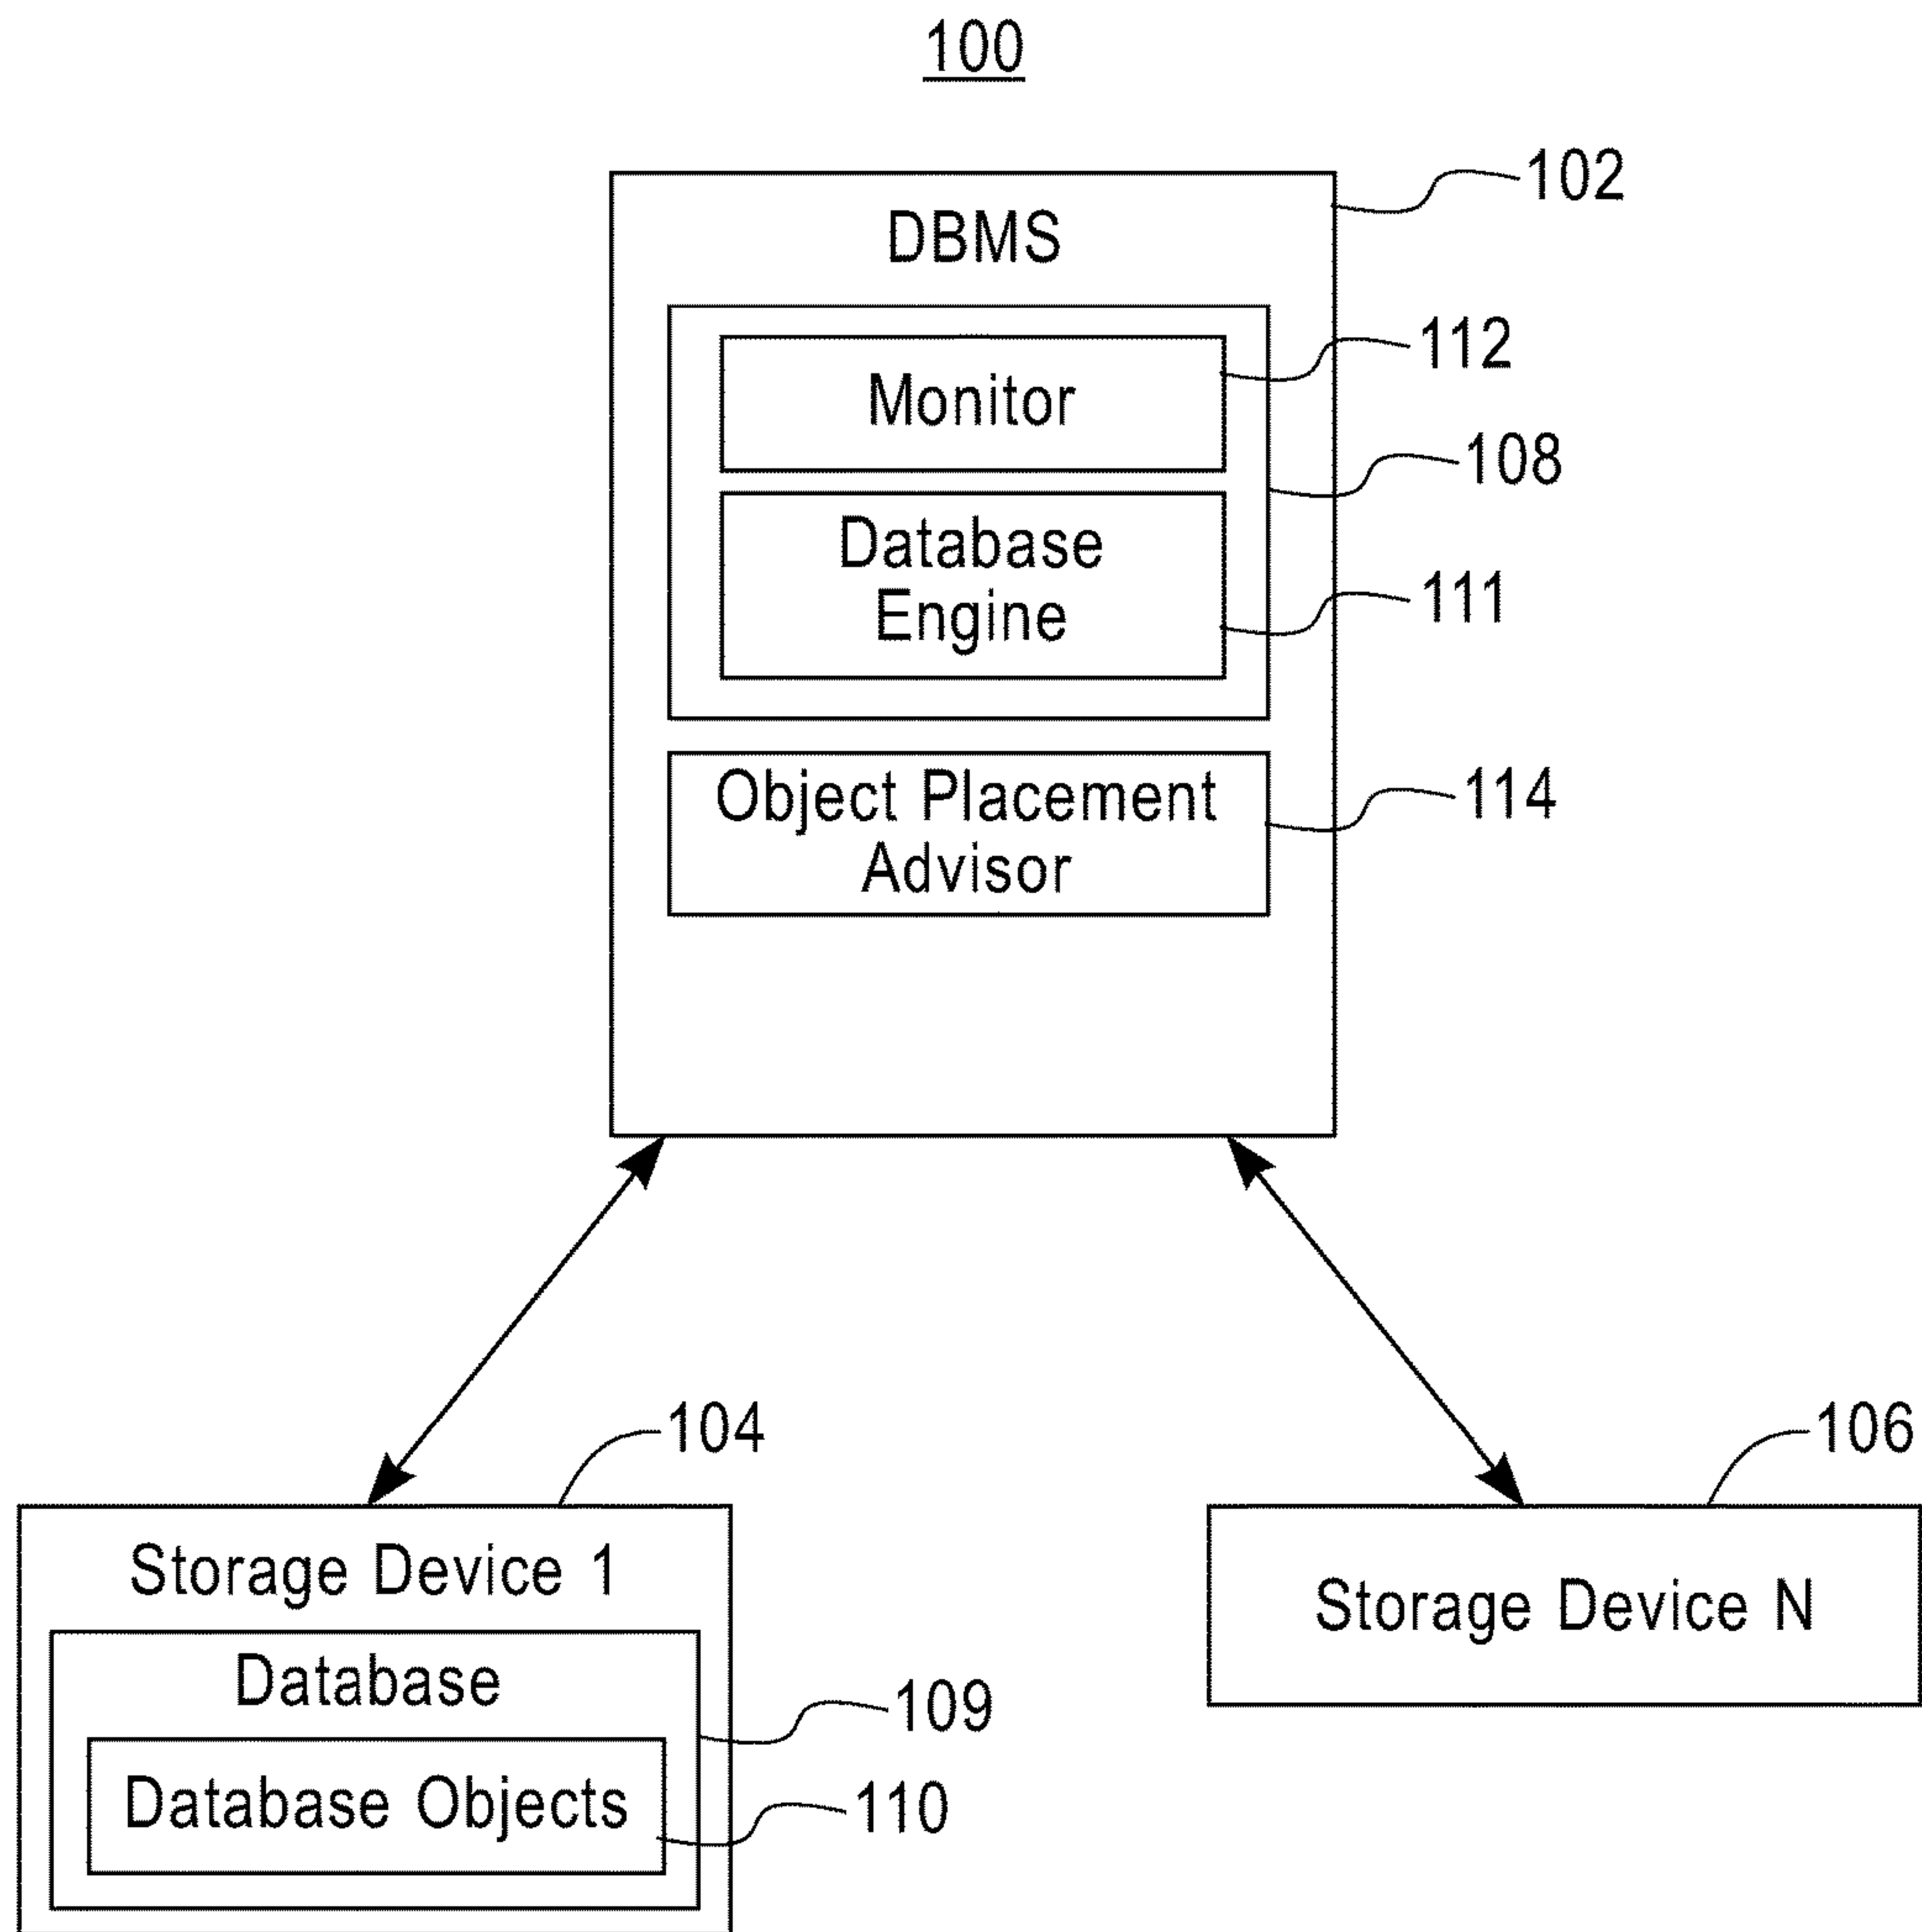 100
102
DBMS
112
Monitor
108
Database
Engine
111
Object Placement
Advisor
114
104
106
Storage Device 1
Storage Device N
Database
109
Database Objects
110